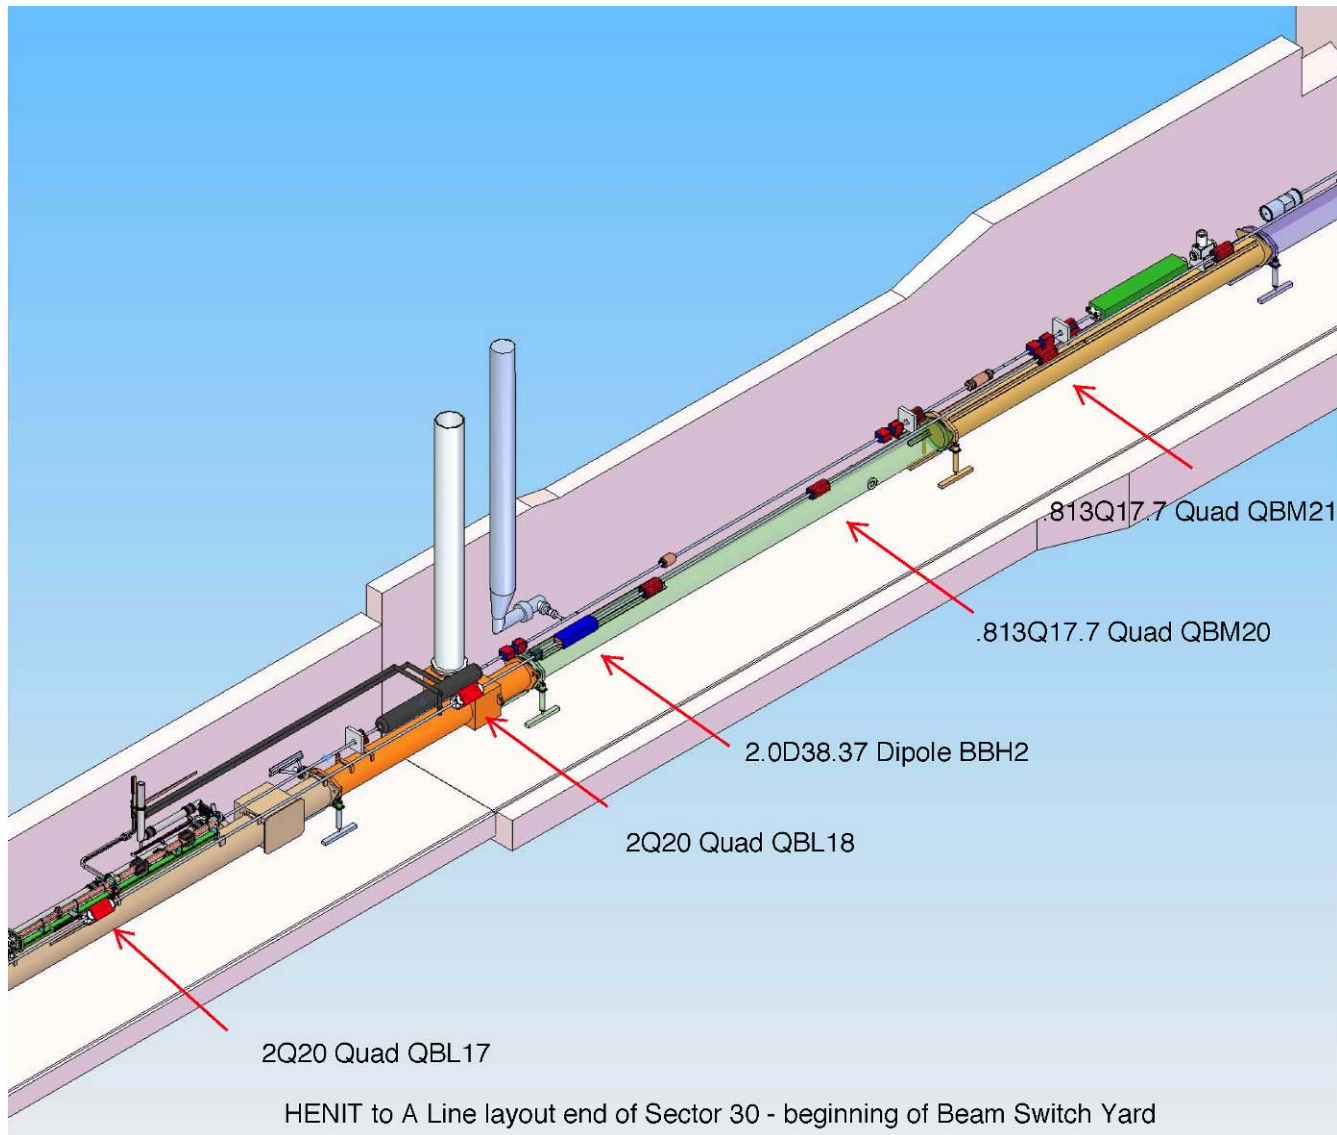 .813Q17.7 Quad QBM21
.813Q17.7 Quad QBM20
2.0D38.37 Dipole BBH2
2Q20 Quad QBL18
2Q20 Quad QBL17
HENIT to A Line layout end of Sector 30 - beginning of Beam Switch Yard